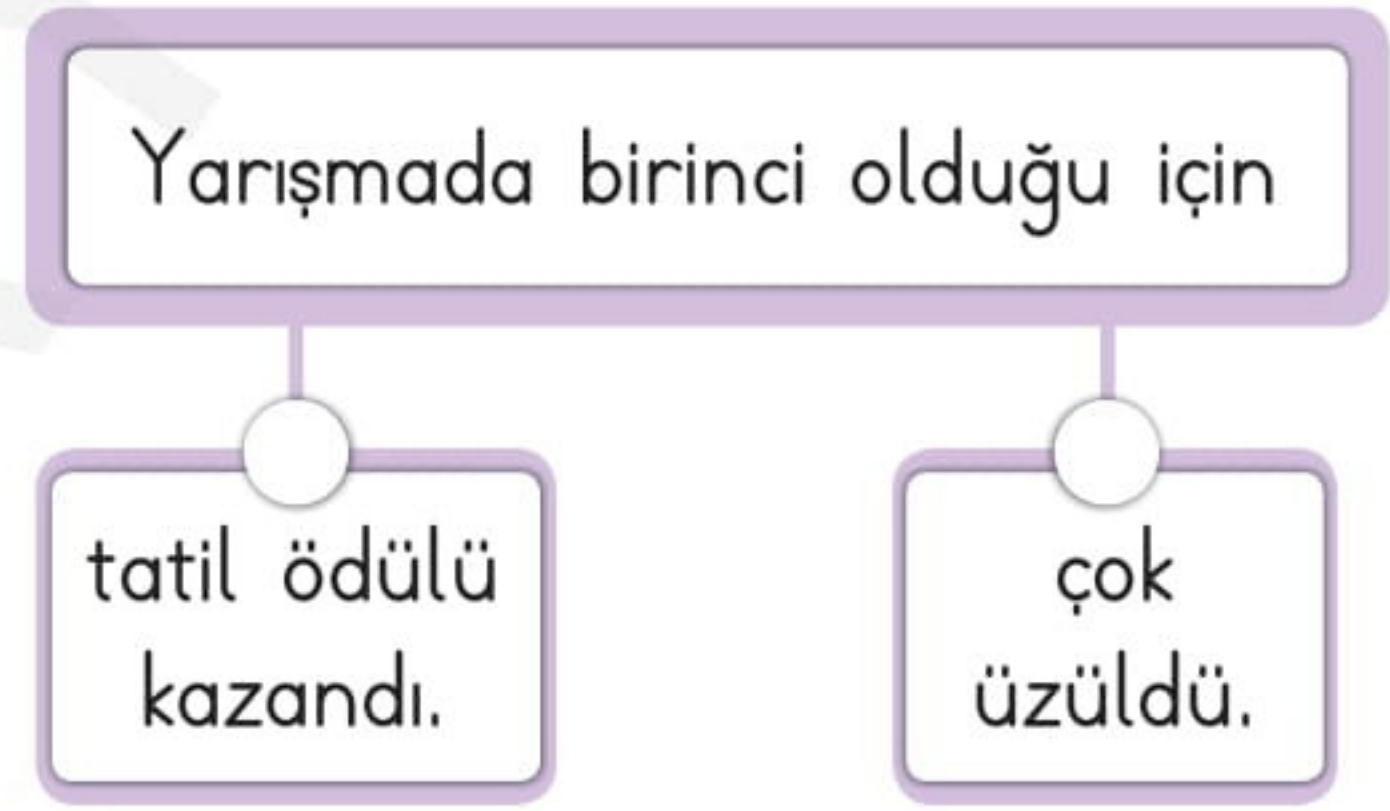 Yarışmada birinci olduğu için
tatil ödülü
kazandı.
çok
üzüldü.